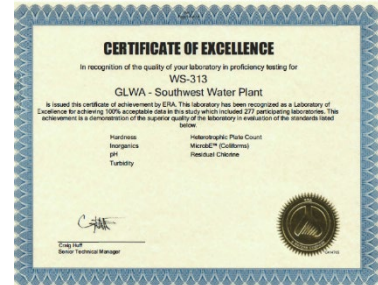 CERTIFICATE OF EXCELLENCE
In recognition of the quality of your laboratory in proficiency testing for
WS-313
GLWA - Southwest Water Plant
is issued this certificate of achievement by ERA. This laboratory has been recognized as a Laboratory of
Excellence for achieving 100% acceptable data in this study which included 277 participating laboratories. This
achievement is a demonstration of the superior quality of the laboratory in evaluation of the standards listed
below.
Hardness
Inorganics
pH
Turbidity
Heterotrophic Plate Count
MicrobE™ (Coliforms)
Residual Chlorine
Craig Huff
Senior Technical Manager